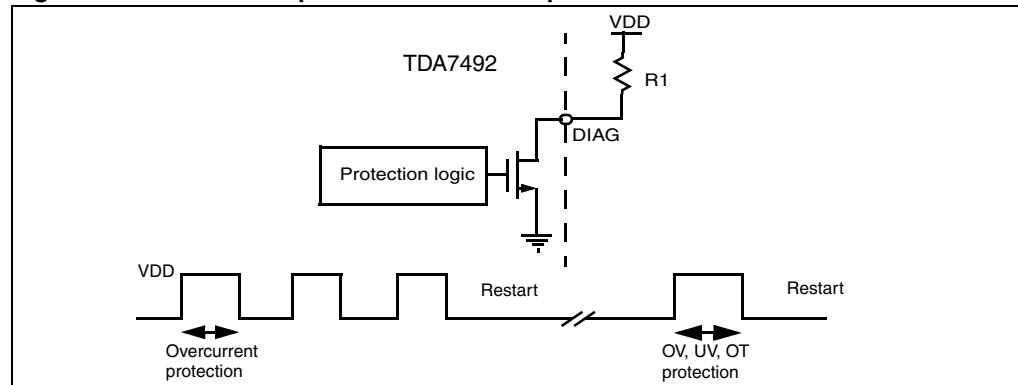 VDD
TDA7492
R1
DIAG
Protection logic
VDD
Restart
Restart
Overcurrent
protection
OV, UV, OT
protection